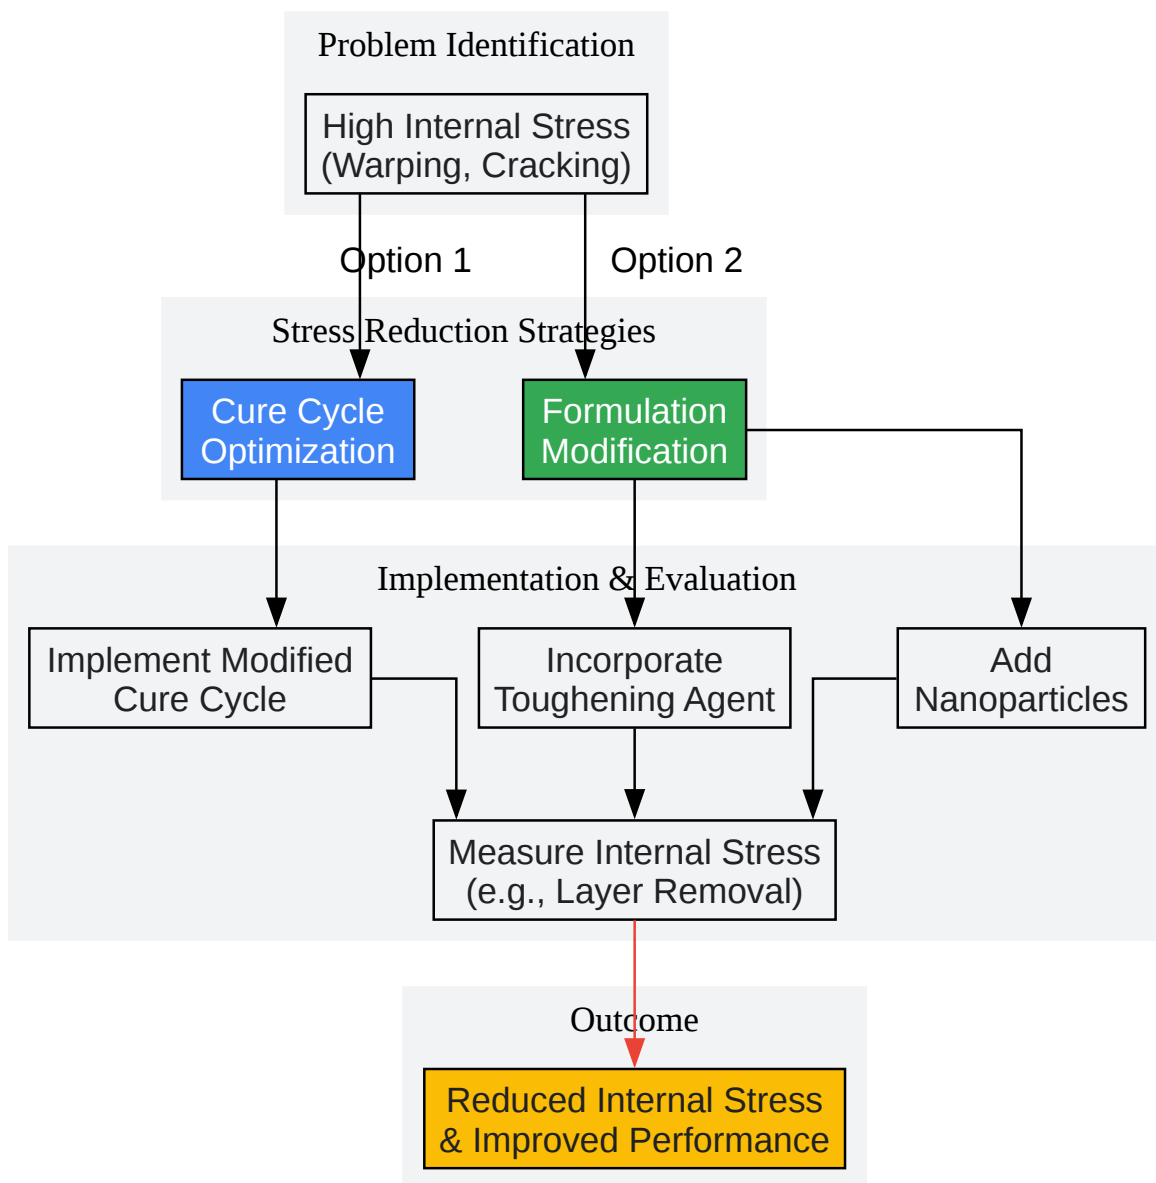 Problem Identification
High Internal Stress
(Warping, Cracking)
Option 1
Option 2
Stress Reduction Strategies
Cure Cycle
Optimization
Formulation
Modification
Implementation & Evaluation
Implement Modified
Cure Cycle
Incorporate
Toughening Agent
Add
Nanoparticles
Measure Internal Stress
(e.g., Layer Removal)
Outcome
Reduced Internal Stress
& Improved Performance